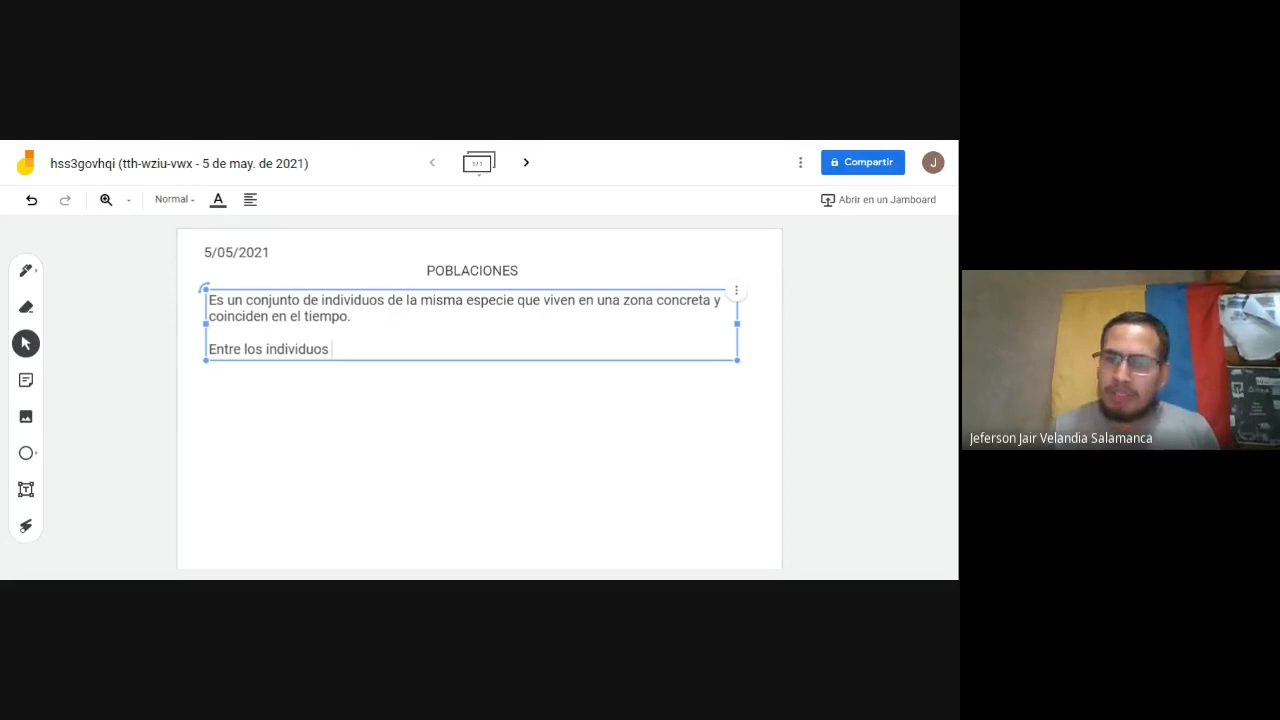 hss3govhqi (tth-wziu-vwx - 5 de may. de 2021)
1/1
Compartir
J
Normal
A
Abrir en un Jamboard
5/05/2021
POBLACIONES
Es un conjunto de individuos de la misma especie que viven en una zona concreta y
coinciden en el tiempo.
Entre los individuos
Jeferson Jair Velandia Salamanca